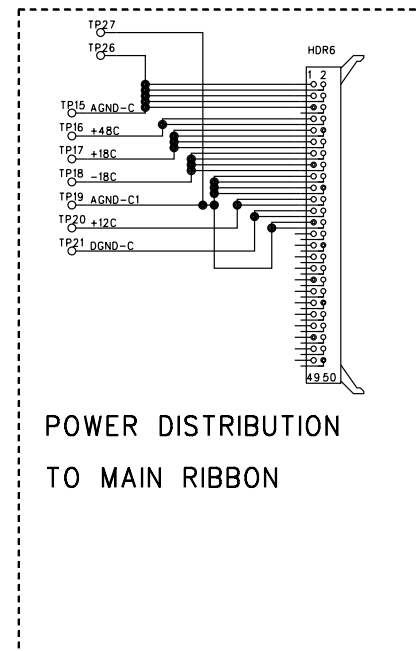 TP27
TP26
HDR6
1 2
TP15 AGND-C
TP16 +48C
TP17 +18C
TP18 -18C
TP19 AGND-C1
TP20 +12C
TP21 DGND-C
49 50
POWER DISTRIBUTION
TO MAIN RIBBON